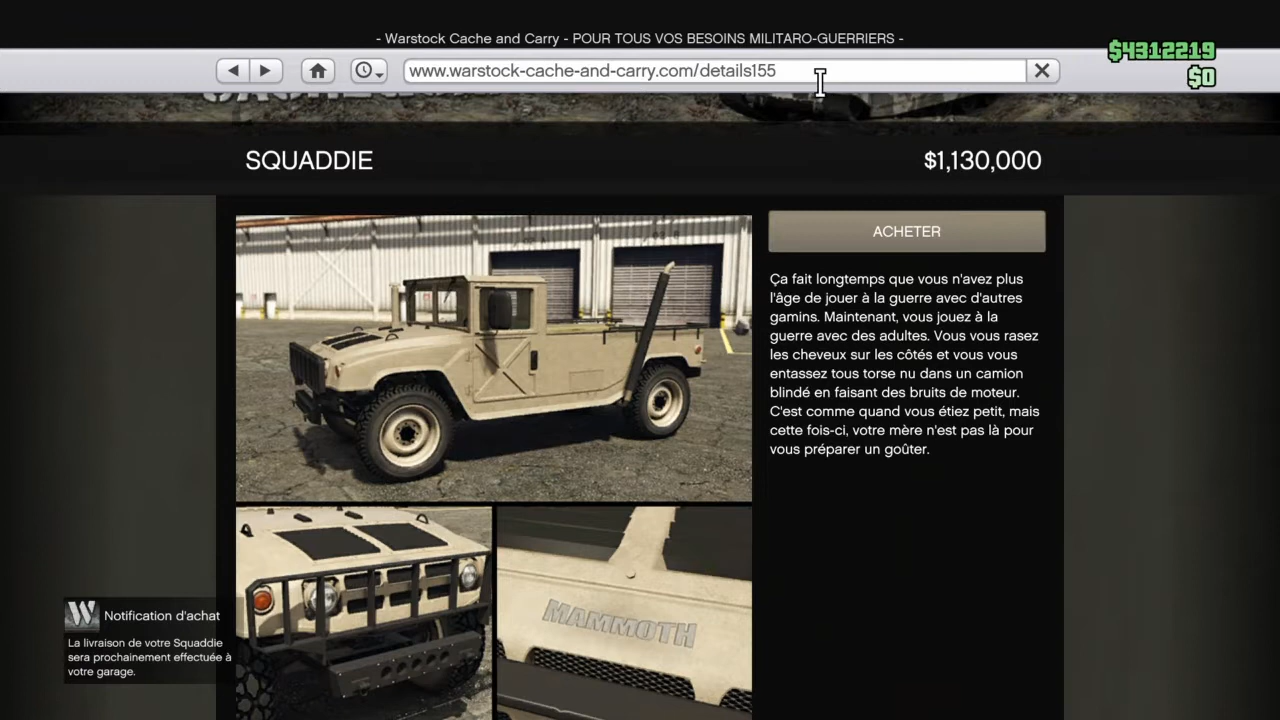 - Warstock Cache and Carry - POUR TOUS VOS BESOINS MILITARO-GUERRIERS -
$4312219
www.warstock-cache-and-carry.com/details155
$0
SQUADDIE
$1,130,000
ACHETER
Ça fait longtemps que vous n'avez plus
l'âge de jouer à la guerre avec d'autres
gamins. Maintenant, vous jouez à la
guerre avec des adultes. Vous vous rasez
les cheveux sur les côtés et vous vous
entassez tous torse nu dans un camion
blindé en faisant des bruits de moteur.
C'est comme quand vous étiez petit, mais
cette fois-ci, votre mère n'est pas là pour
vous préparer un goûter.
MAMMOTH
W
Notification d'achat
La livraison de votre Squaddie
sera prochainement effectuée à
votre garage.